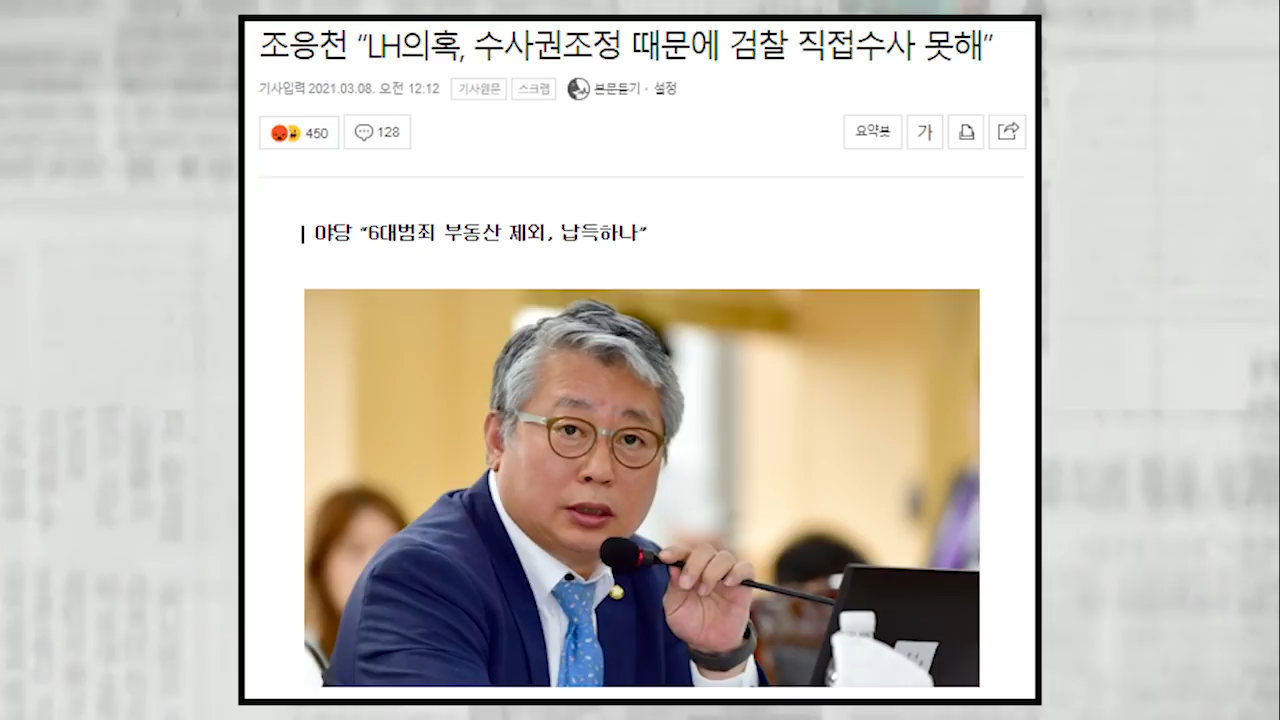 조응천 “LH의혹, 수사권조정 때문에 검찰 직접수사 못해”
기사입력 2021.03.08. 오전 12:12 기사원문 스크랩 본문듣기 · 설정
450 128 요약봇 가
야당 “6대범죄 부동산 제외, 납득하나”